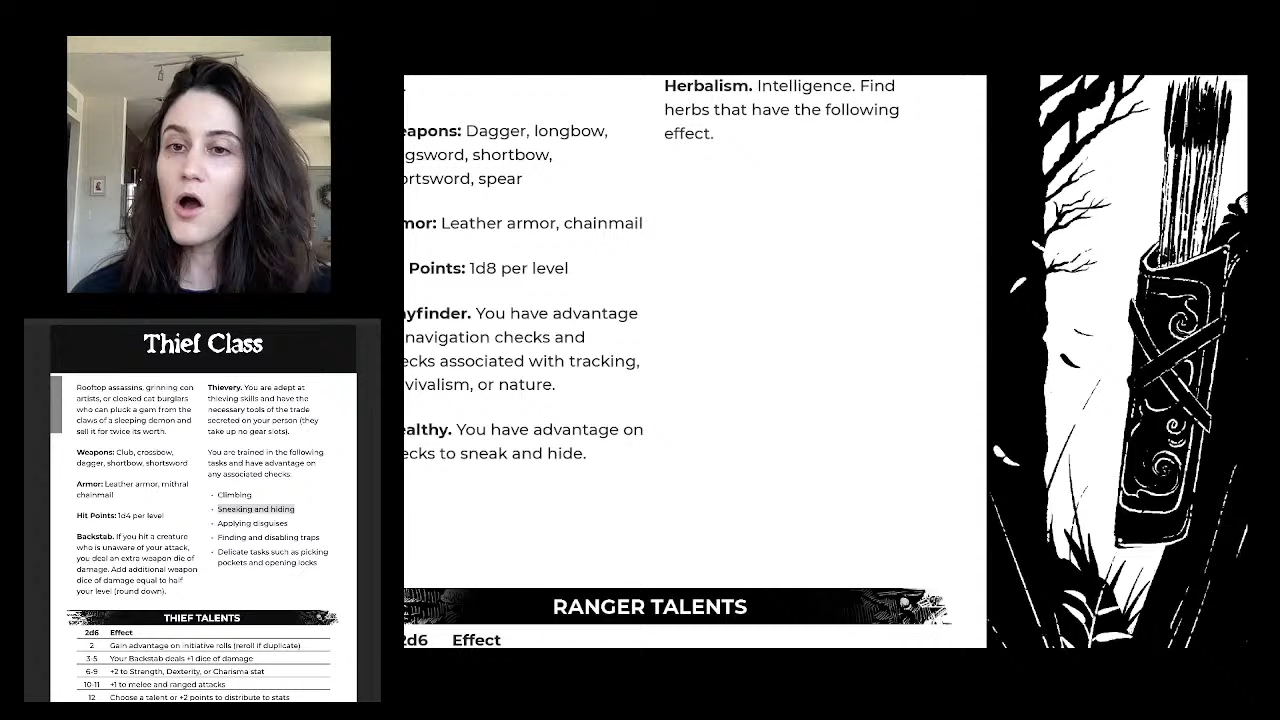 Herbalism. Intelligence. Find
herbs that have the following
effect.
eapons: Dagger, longbow,
gsword, shortbow,
ortsword, spear
mor: Leather armor, chainmail
Points: 1d8 per level
yfinder. You have advantage
navigation checks and
ecks associated with tracking,
vivalism, or nature.
ealthy. You have advantage on
ecks to sneak and hide.
RANGER TALENTS
2d6 Effect
Thief Class
Rooftop assassins, grinning con
artists, or cloaked cat burglars
who can pluck a gem from the
claws of a sleeping demon and
sell it for twice its worth.
Weapons: Club, crossbow,
dagger, shortbow, shortsword
Armor: Leather armor, mithral
chainmail
Hit Points: 1d4 per level
Backstab. If you hit a creature
who is unaware of your attack,
you deal an extra weapon die of
damage. Add additional weapon
dice of damage equal to half
your level (round down).
Thievery. You are adept at
thieving skills and have the
necessary tools of the trade
secreted on your person (they
take up no gear slots).
You are trained in the following
tasks and have advantage on
any associated checks:
- Climbing
- Sneaking and hiding
- Applying disguises
- Finding and disabling traps
- Delicate tasks such as picking
pockets and opening locks
THIEF TALENTS
2d6 Effect
2 Gain advantage on initiative rolls (reroll if duplicate)
3-5 Your Backstab deals +1 dice of damage
6-9 +2 to Strength, Dexterity, or Charisma stat
10-11 +1 to melee and ranged attacks
12 Choose a talent or +2 points to distribute to stats